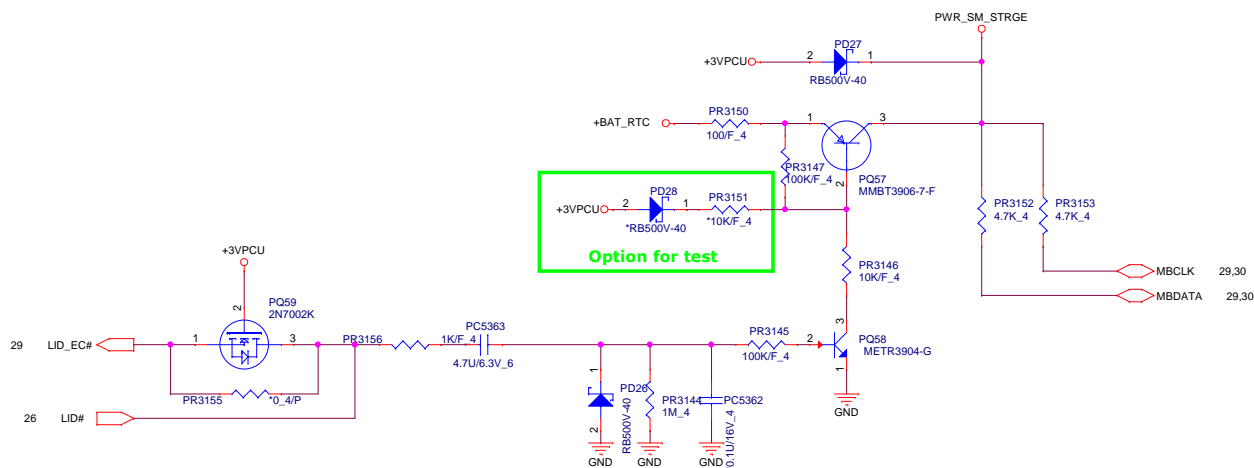 PWR_SM_STRGE
PD27
+3VPCU
2
1
RB500V-40
PR3150
+BAT_RTC
100/F_4
1
3
PR3147
100K/F_4
PQ57
2
MMBT3906-7-F
PD28
PR3151
+3VPCU
2
1
*RB500V-40
*10K/F_4
Option for test
PR3152
4.7K_4
PR3153
4.7K_4
PR3146
10K/F_4
MBCLK 29,30
MBDATA 29,30
+3VPCU
2
PQ59
2N7002K
29 LID_EC#
1
3
PR3156
1K/F_4
PC5363
4.7U/6.3V_6
PR3145
100K/F_4
2
3
PQ58
METR3904-G
1
GND
PR3155
*0_4/P
26 LID#
1
PD26
RB500V-40
2
GND
PR3144
1M_4
GND
PC5362
0.1U/16V_4
GND